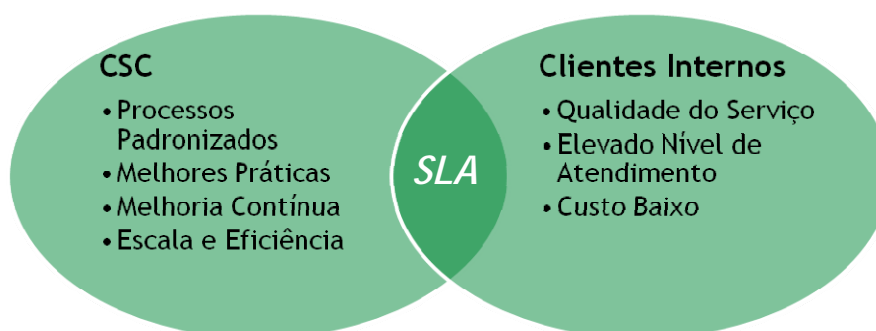 CSC
• Processos
Padronizados
• Melhores Práticas
• Melhoria Contínua
• Escala e Eficiência
SLA
Clientes Internos
• Qualidade do Serviço
• Elevado Nível de
Atendimento
• Custo Baixo